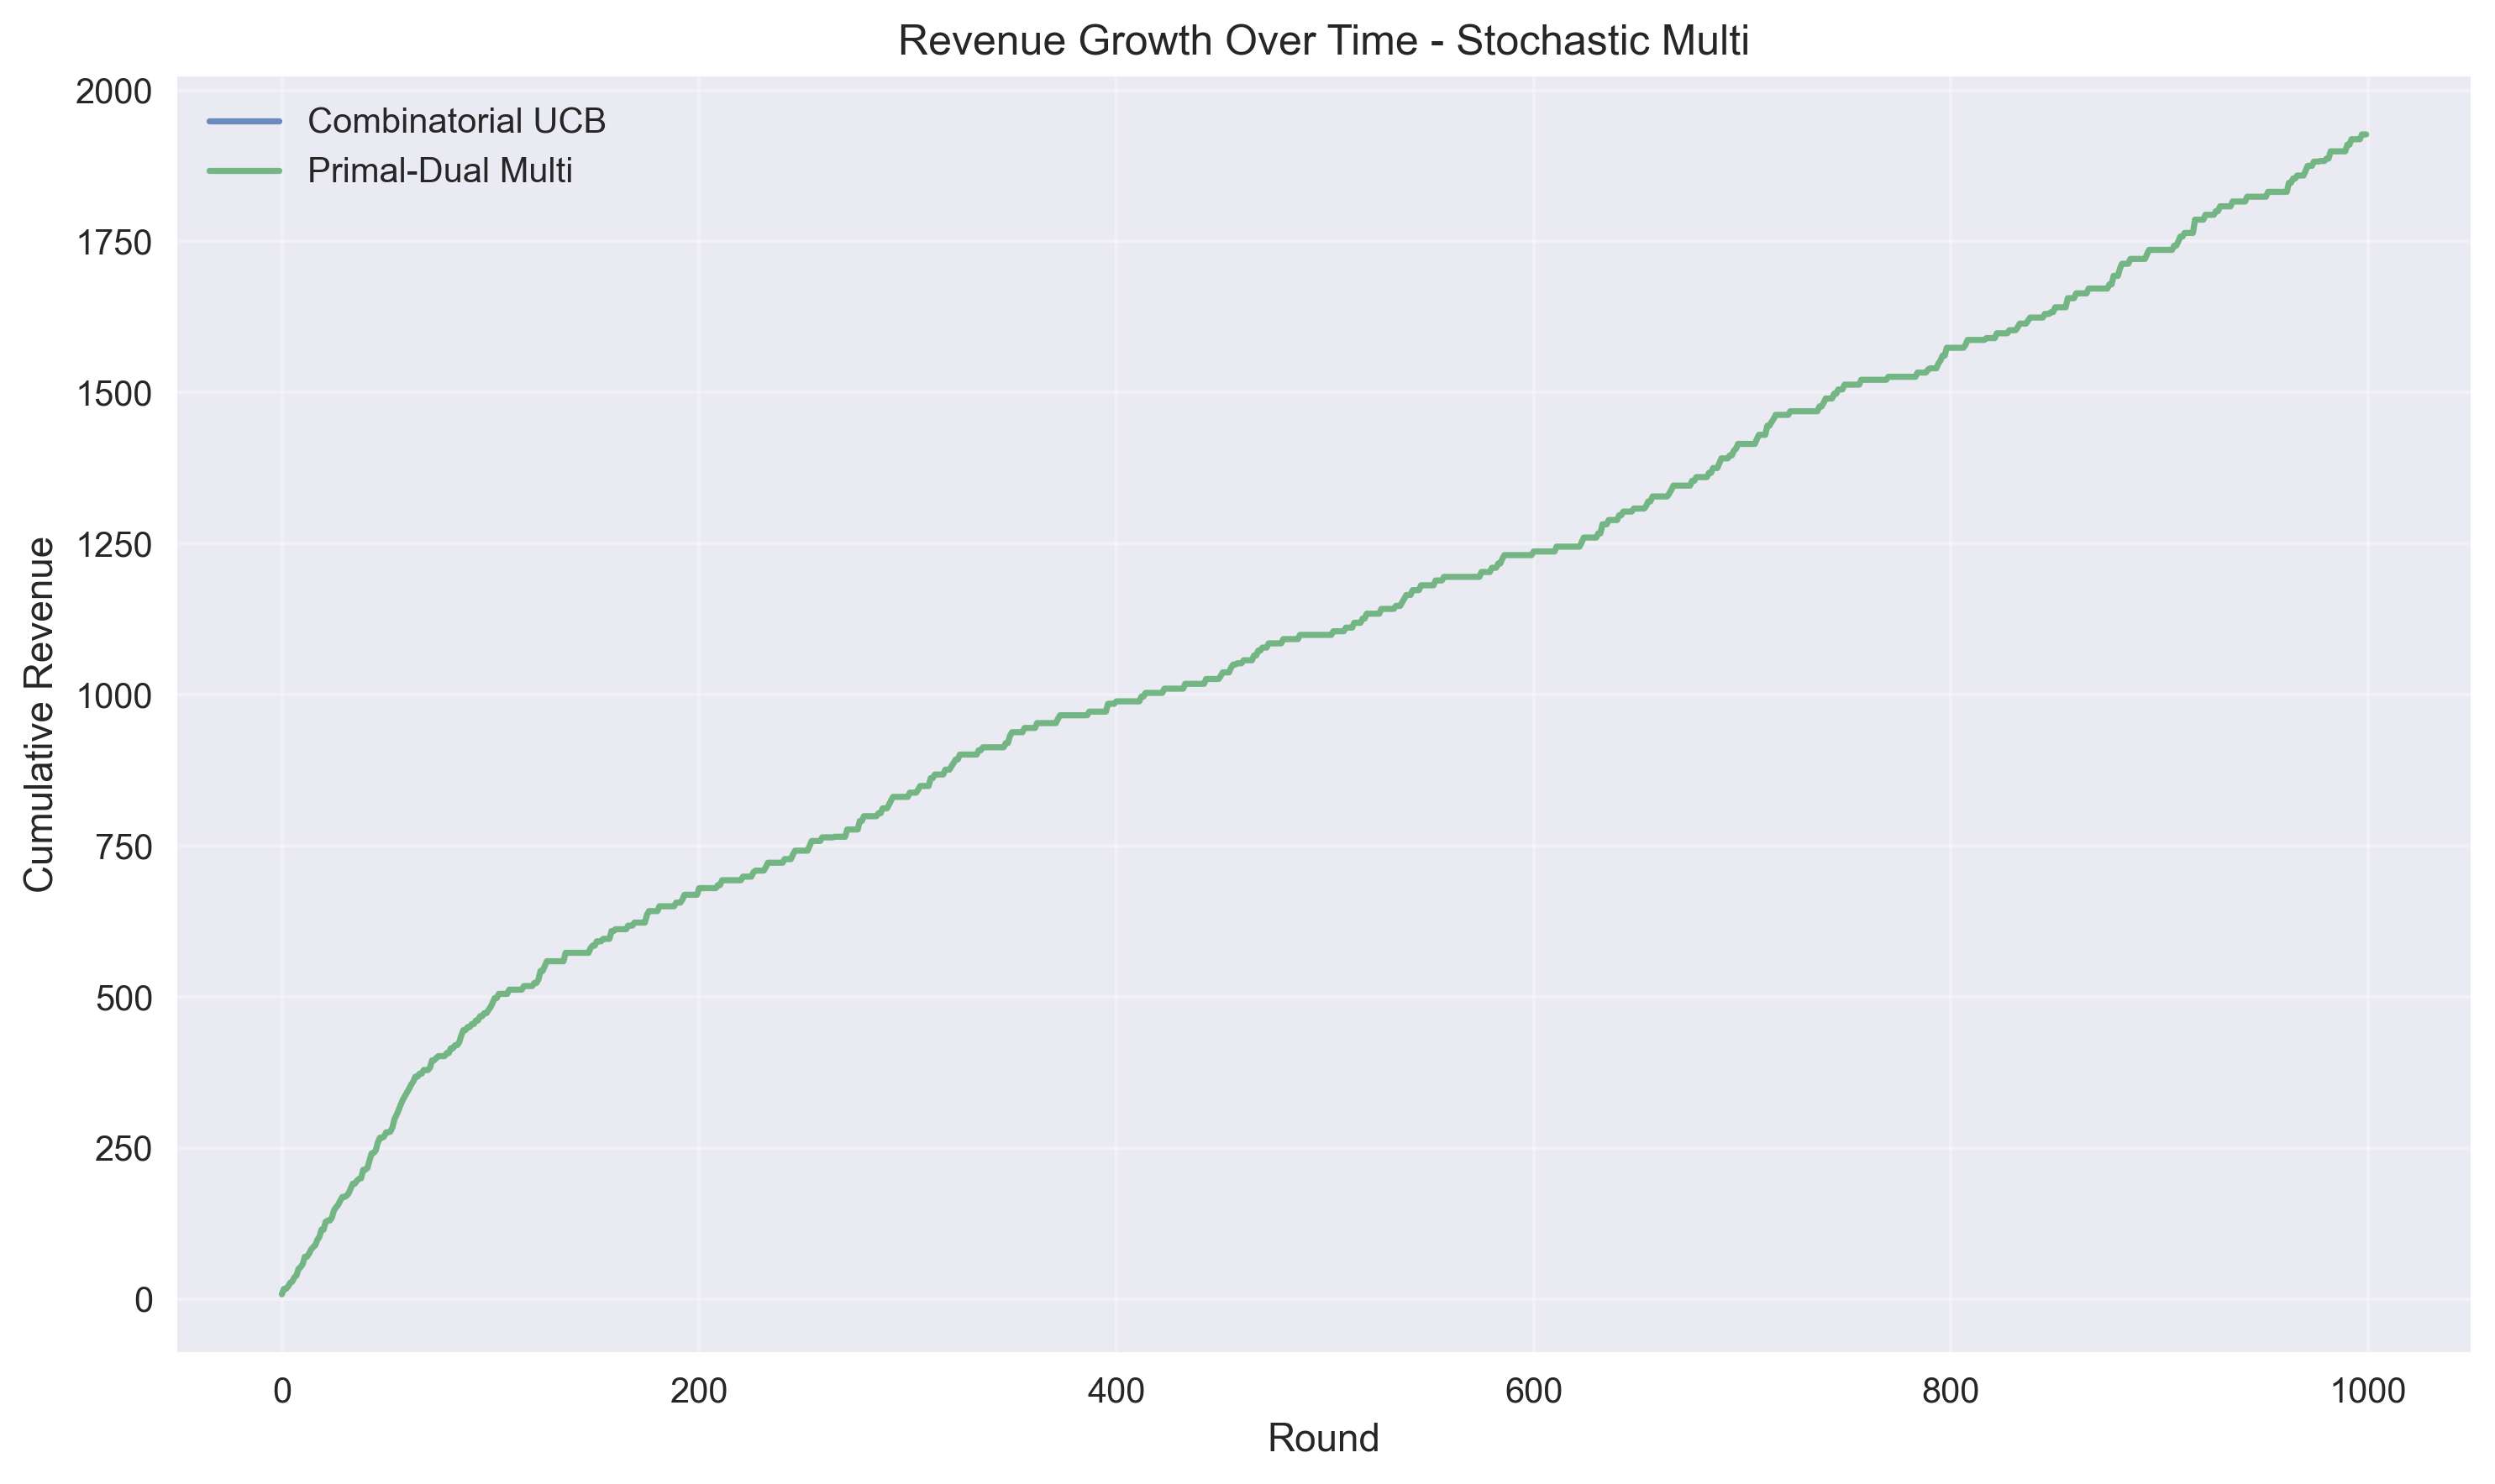 Revenue Growth Over Time - Stochastic Multi
Combinatorial UCB
Primal-Dual Multi
Cumulative Revenue
2000
1750
1500
1250
1000
750
500
250
0
0 200 400 600 800 1000
Round